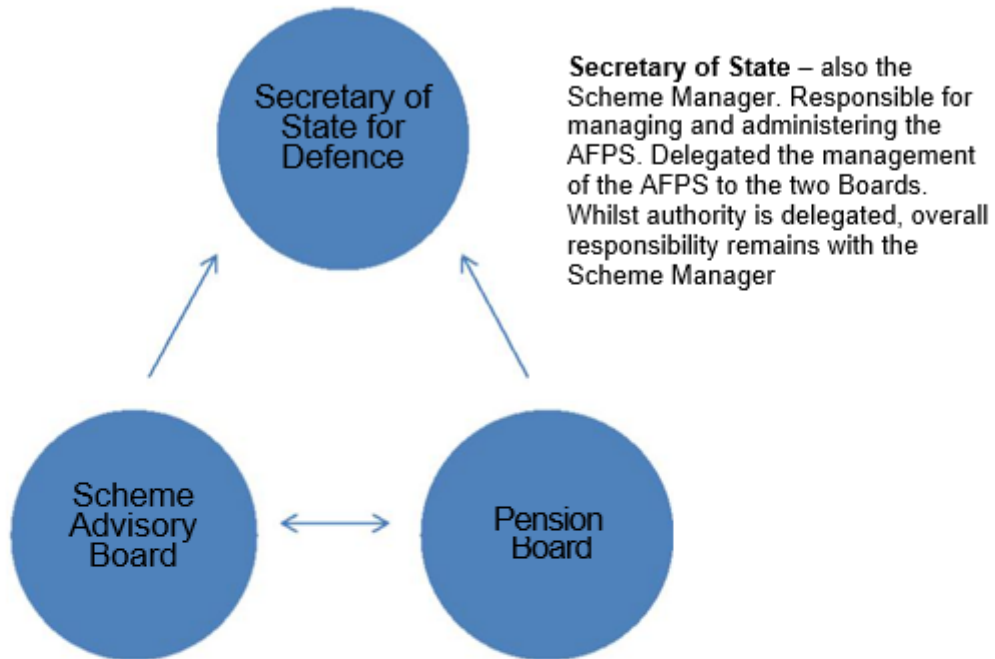 Secretary of
State for
Defence
Secretary of State – also the
Scheme Manager. Responsible for
managing and administering the
AFPS. Delegated the management
of the AFPS to the two Boards.
Whilst authority is delegated, overall
responsibility remains with the
Scheme Manager
Scheme
Advisory
Board
Pension
Board